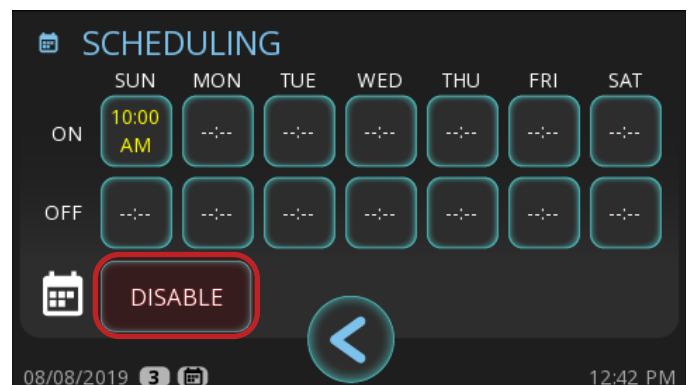 SCHEDULING
SUN MON TUE WED THU FRI SAT
ON 10:00 AM --:-- --:-- --:-- --:-- --:-- --:--
OFF --:-- --:-- --:-- --:-- --:-- --:-- --:--
DISABLE
08/08/2019 3 12:42 PM